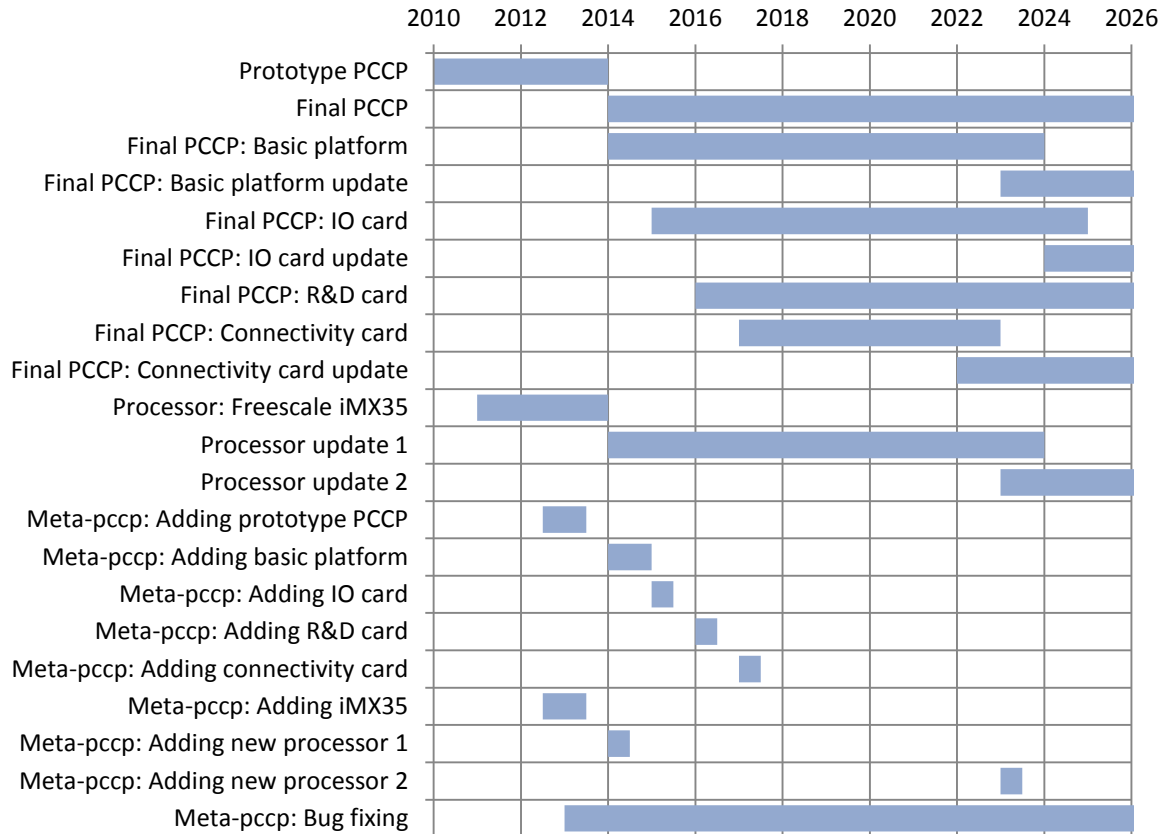 2010 2012 2014 2016 2018 2020 2022 2024 2026
Prototype PCCP
Final PCCP
Final PCCP: Basic platform
Final PCCP: Basic platform update
Final PCCP: IO card
Final PCCP: IO card update
Final PCCP: R&D card
Final PCCP: Connectivity card
Final PCCP: Connectivity card update
Processor: Freescale iMX35
Processor update 1
Processor update 2
Meta-pccp: Adding prototype PCCP
Meta-pccp: Adding basic platform
Meta-pccp: Adding IO card
Meta-pccp: Adding R&D card
Meta-pccp: Adding connectivity card
Meta-pccp: Adding iMX35
Meta-pccp: Adding new processor 1
Meta-pccp: Adding new processor 2
Meta-pccp: Bug fixing